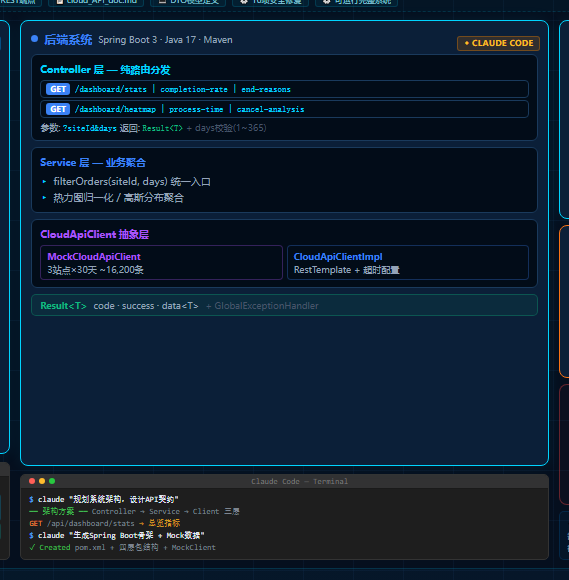 cloud_API_doc.md
后端系统 Spring Boot 3 · Java 17 · Maven
✦ CLAUDE CODE
Controller 层 — 纯路由分发
GET /dashboard/stats | completion-rate | end-reasons
GET /dashboard/heatmap | process-time | cancel-analysis
参数: ?siteId&days 返回: Result<T> + days校验(1~365)
Service 层 — 业务聚合
▸ filterOrders(siteId, days) 统一入口
▸ 热力图归一化 / 高斯分布聚合
CloudApiClient 抽象层
MockCloudApiClient
3站点×30天 ~16,200条
CloudApiClientImpl
RestTemplate + 超时配置
Result<T> code · success · data<T> + GlobalExceptionHandler
Claude Code — Terminal
$ claude "规划系统架构，设计API契约"
── 架构方案 ── Controller → Service → Client 三层
GET /api/dashboard/stats → 总览指标
$ claude "生成Spring Boot骨架 + Mock数据"
✓ Created pom.xml + 四层包结构 + MockClient